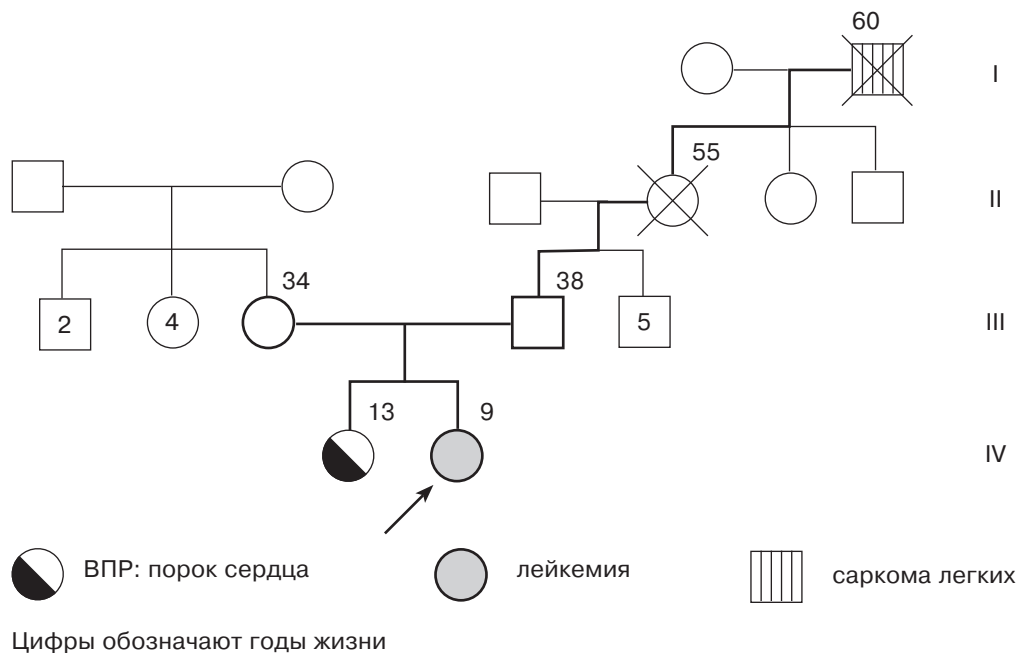 60
I
55
II
34
38
2
4
5
III
13
9
IV
ВПР: порок сердца
лейкемия
саркома легких
Цифры обозначают годы жизни